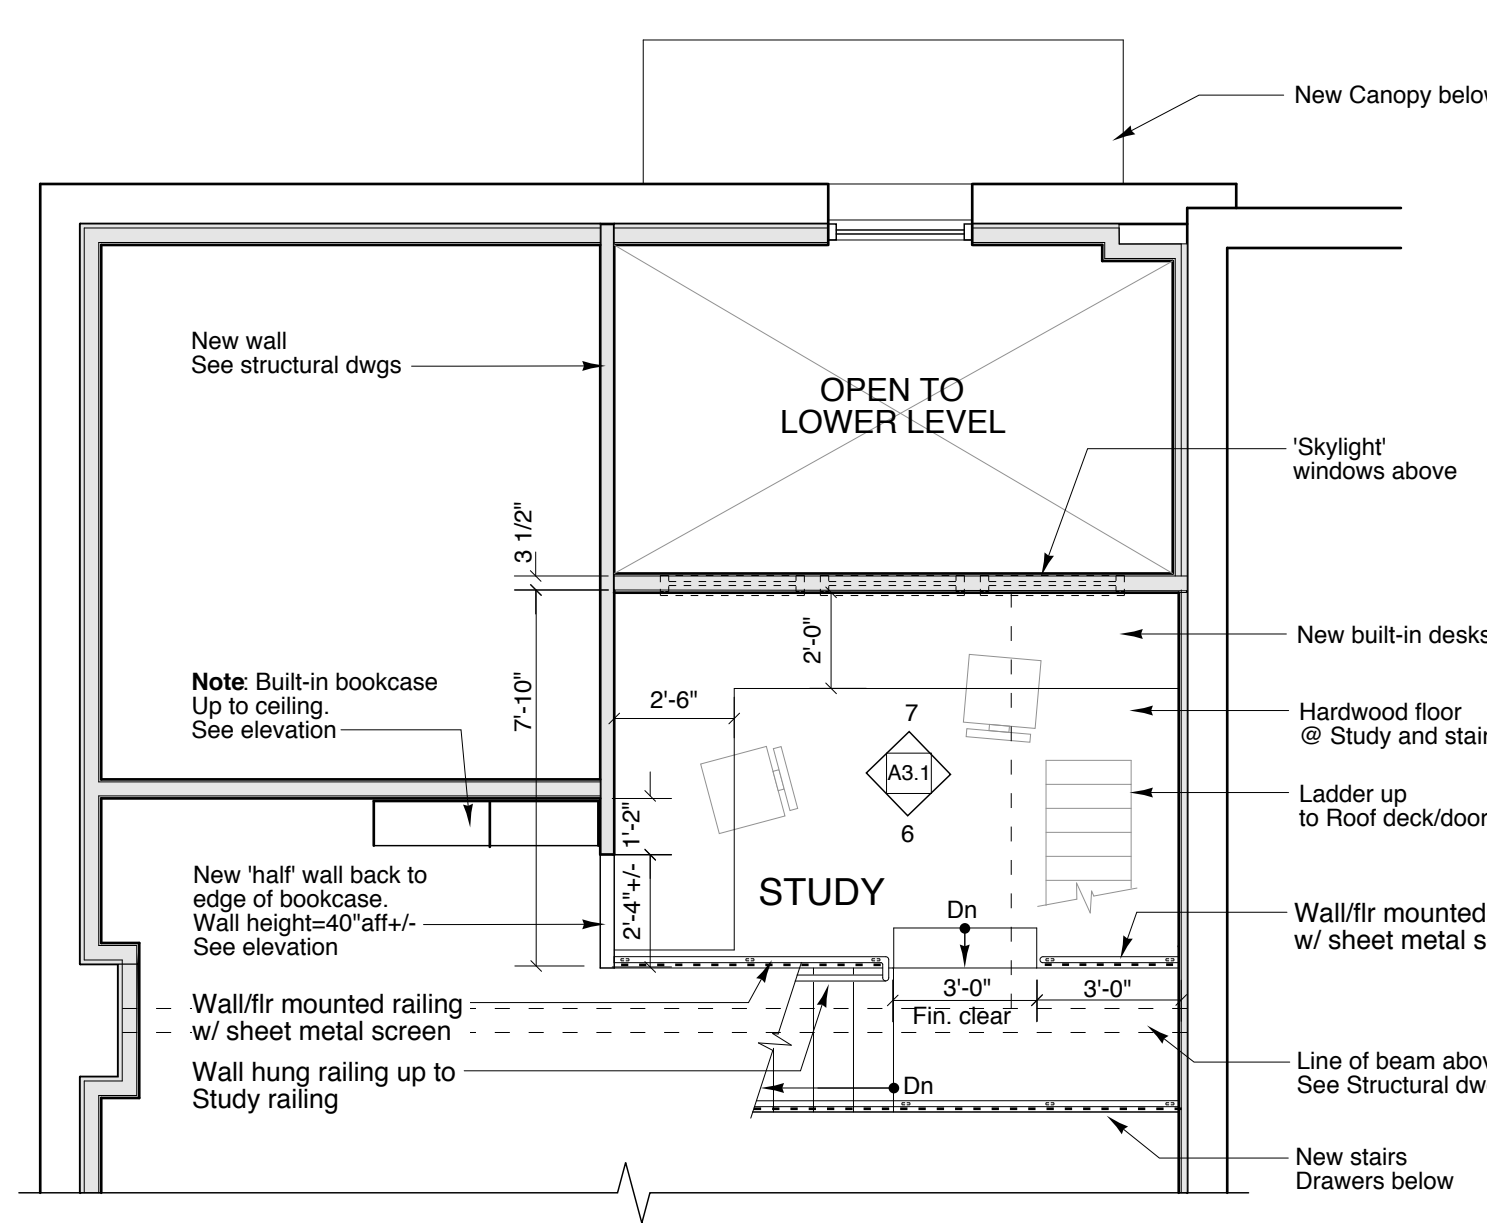 New Canopy below
New wall
See structural dwgs
OPEN TO
LOWER LEVEL
'Skylight'
windows above
3 1/2"
7'-10"
2'-0"
2'-6"
New built-in desks
Note: Built-in bookcase
Up to ceiling.
See elevation
7
A3.1
6
Hardwood floor
@ Study and stair
Ladder up
to Roof deck/door
1'-2"
2'-4"+/-
New 'half' wall back to
edge of bookcase.
Wall height=40"aff+/-
See elevation
STUDY
Dn
Wall/flr mounted
w/ sheet metal s
3'-0"
3'-0"
Fin. clear
Wall/flr mounted railing
w/ sheet metal screen
Wall hung railing up to
Study railing
Dn
Line of beam abov
See Structural dw
New stairs
Drawers below